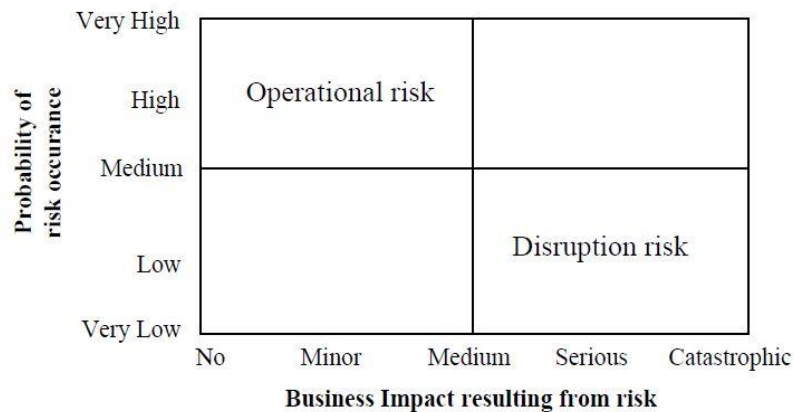 Very High
Probability of
risk occurance
High
Operational risk
Medium
Low
Disruption risk
Very Low
No Minor Medium Serious Catastrophic
Business Impact resulting from risk